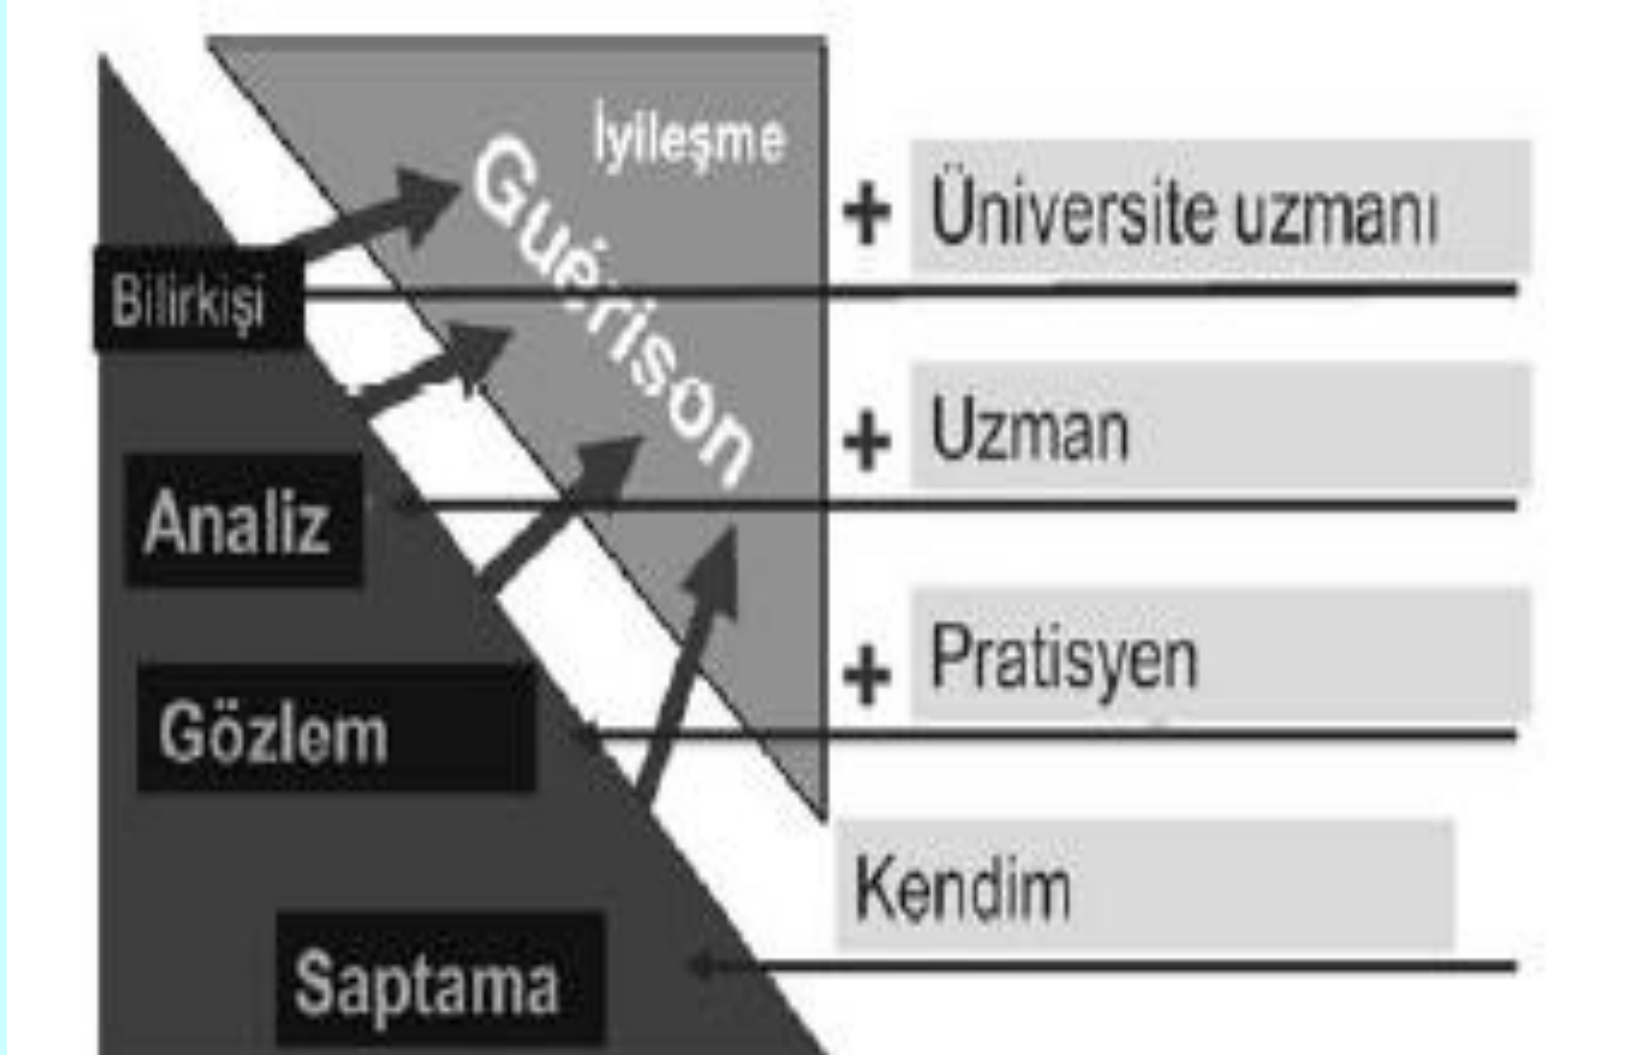 İyileşme
Guérison
+ Üniversite uzmanı
Bilirkişi
+ Uzman
Analiz
+ Pratisyen
Gözlem
Kendim
Saptama